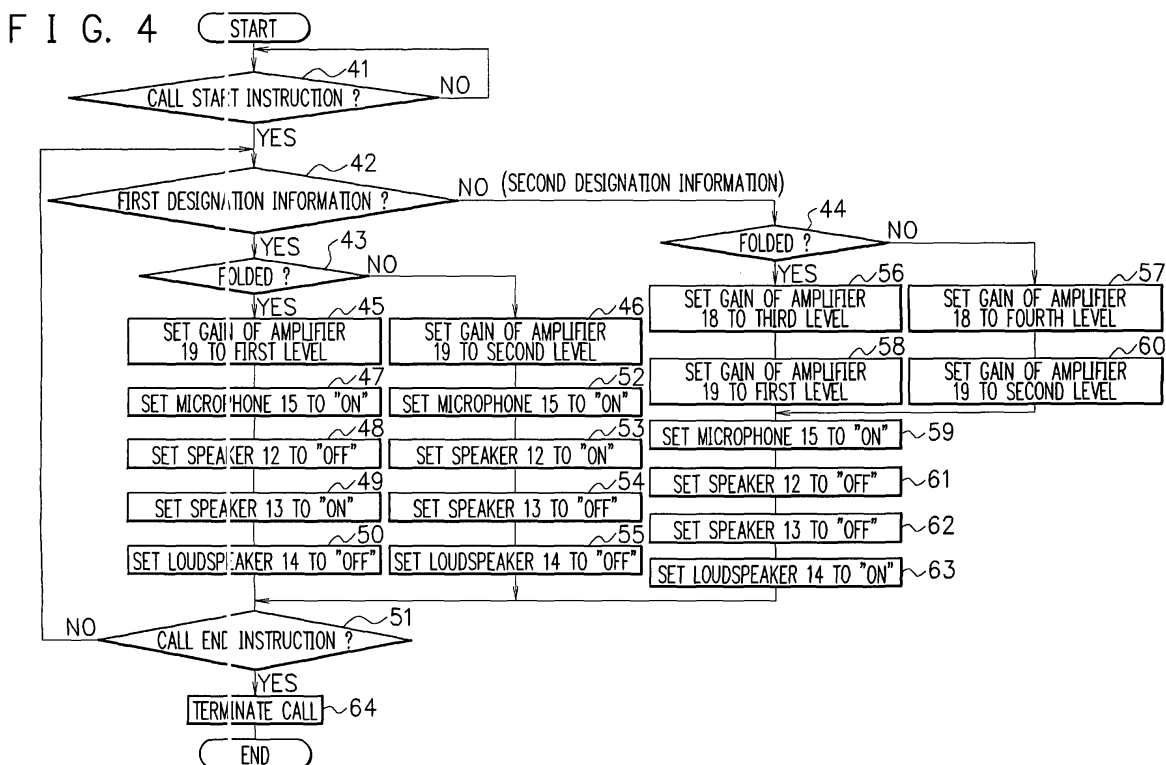 F I G. 4
START
41
CALL START INSTRUCTION ?
NO
YES
42
FIRST DESIGNATION INFORMATION ?
NO (SECOND DESIGNATION INFORMATION)
YES
43
FOLDED ?
NO
YES
44
FOLDED ?
NO
YES
45
SET GAIN OF AMPLIFIER
19 TO FIRST LEVEL
46
SET GAIN OF AMPLIFIER
19 TO SECOND LEVEL
56
SET GAIN OF AMPLIFIER
18 TO THIRD LEVEL
57
SET GAIN OF AMPLIFIER
18 TO FOURTH LEVEL
47
SET MICROPHONE 15 TO "ON"
52
SET MICROPHONE 15 TO "ON"
58
SET GAIN OF AMPLIFIER
19 TO FIRST LEVEL
60
SET GAIN OF AMPLIFIER
19 TO SECOND LEVEL
48
SET SPEAKER 12 TO "OFF"
53
SET SPEAKER 12 TO "ON"
SET MICROPHONE 15 TO "ON"
59
49
SET SPEAKER 13 TO "ON"
54
SET SPEAKER 13 TO "OFF"
SET SPEAKER 12 TO "OFF"
61
50
SET LOUDSPEAKER 14 TO "OFF"
55
SET LOUDSPEAKER 14 TO "OFF"
SET SPEAKER 13 TO "OFF"
62
SET LOUDSPEAKER 14 TO "ON"
63
51
CALL END INSTRUCTION ?
NO
YES
TERMINATE CALL
64
END